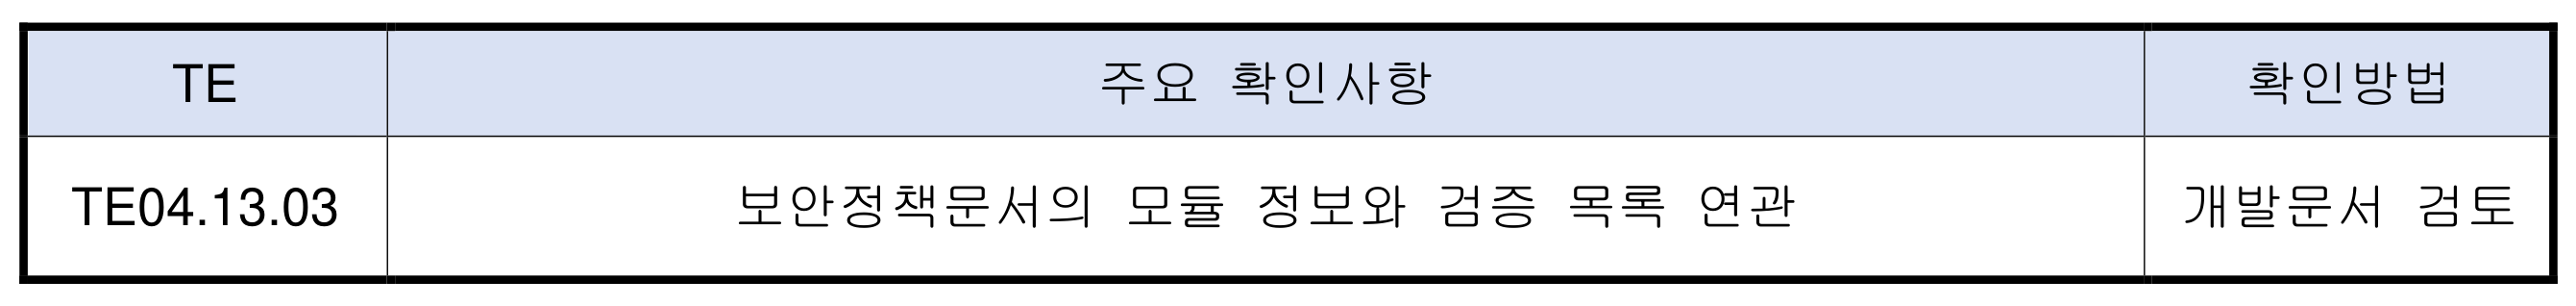 TE 주요 확인사항 확인방법
TE04.13.03 보안정책문서의 모듈 정보와 검증 목록 연관 개발문서 검토